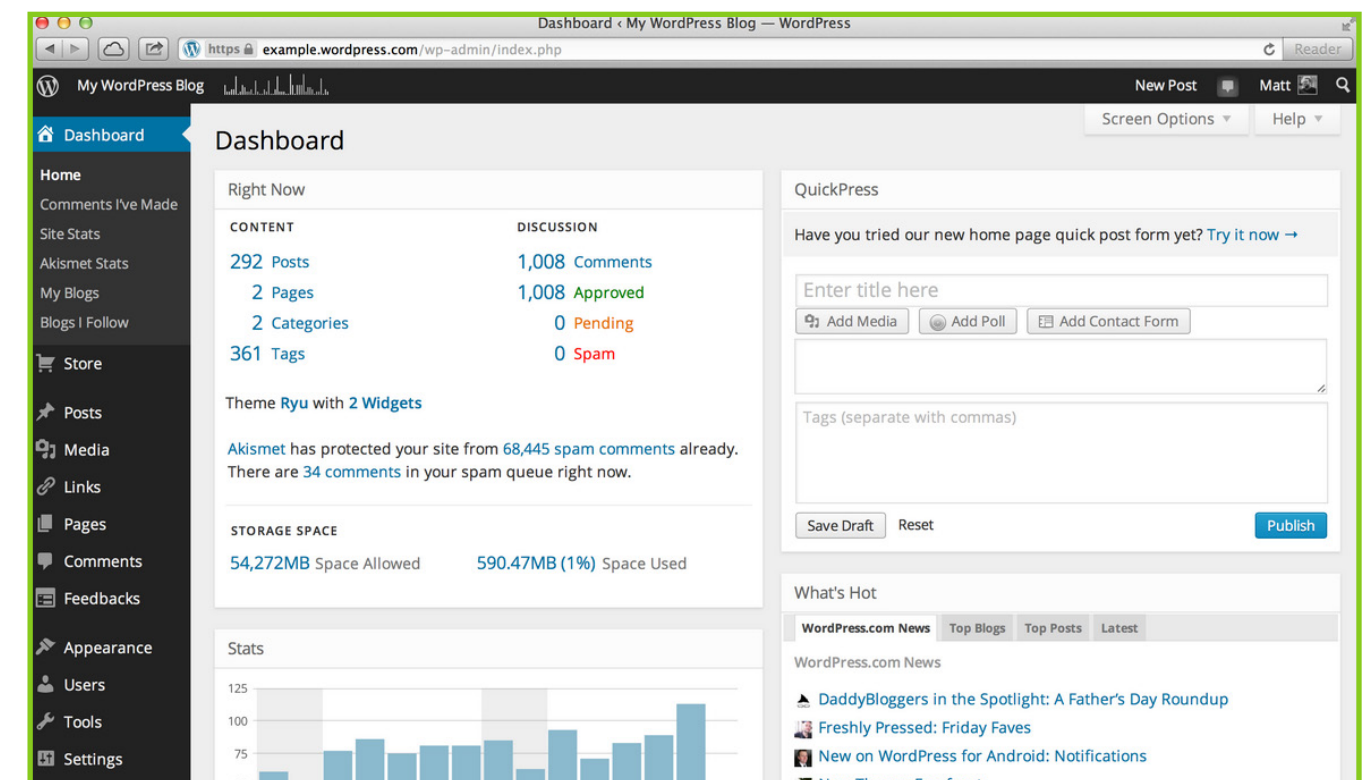 Dashboard ‹ My WordPress Blog — WordPress
https example.wordpress.com/wp-admin/index.php
Reader
My WordPress Blog
New Post
Matt
Screen Options
Help
Dashboard
Home
Comments I've Made
Site Stats
Akismet Stats
My Blogs
Blogs I Follow
Store
Posts
Media
Links
Pages
Comments
Feedbacks
Appearance
Users
Tools
Settings
Dashboard
Right Now
CONTENT
292 Posts
2 Pages
2 Categories
361 Tags
DISCUSSION
1,008 Comments
1,008 Approved
0 Pending
0 Spam
Theme Ryu with 2 Widgets
Akismet has protected your site from 68,445 spam comments already.
There are 34 comments in your spam queue right now.
STORAGE SPACE
54,272MB Space Allowed
590.47MB (1%) Space Used
Stats
125
100
75
QuickPress
Have you tried our new home page quick post form yet? Try it now →
Enter title here
Add Media
Add Poll
Add Contact Form
Tags (separate with commas)
Save Draft
Reset
Publish
What's Hot
WordPress.com News
Top Blogs
Top Posts
Latest
WordPress.com News
DaddyBloggers in the Spotlight: A Father's Day Roundup
Freshly Pressed: Friday Faves
New on WordPress for Android: Notifications